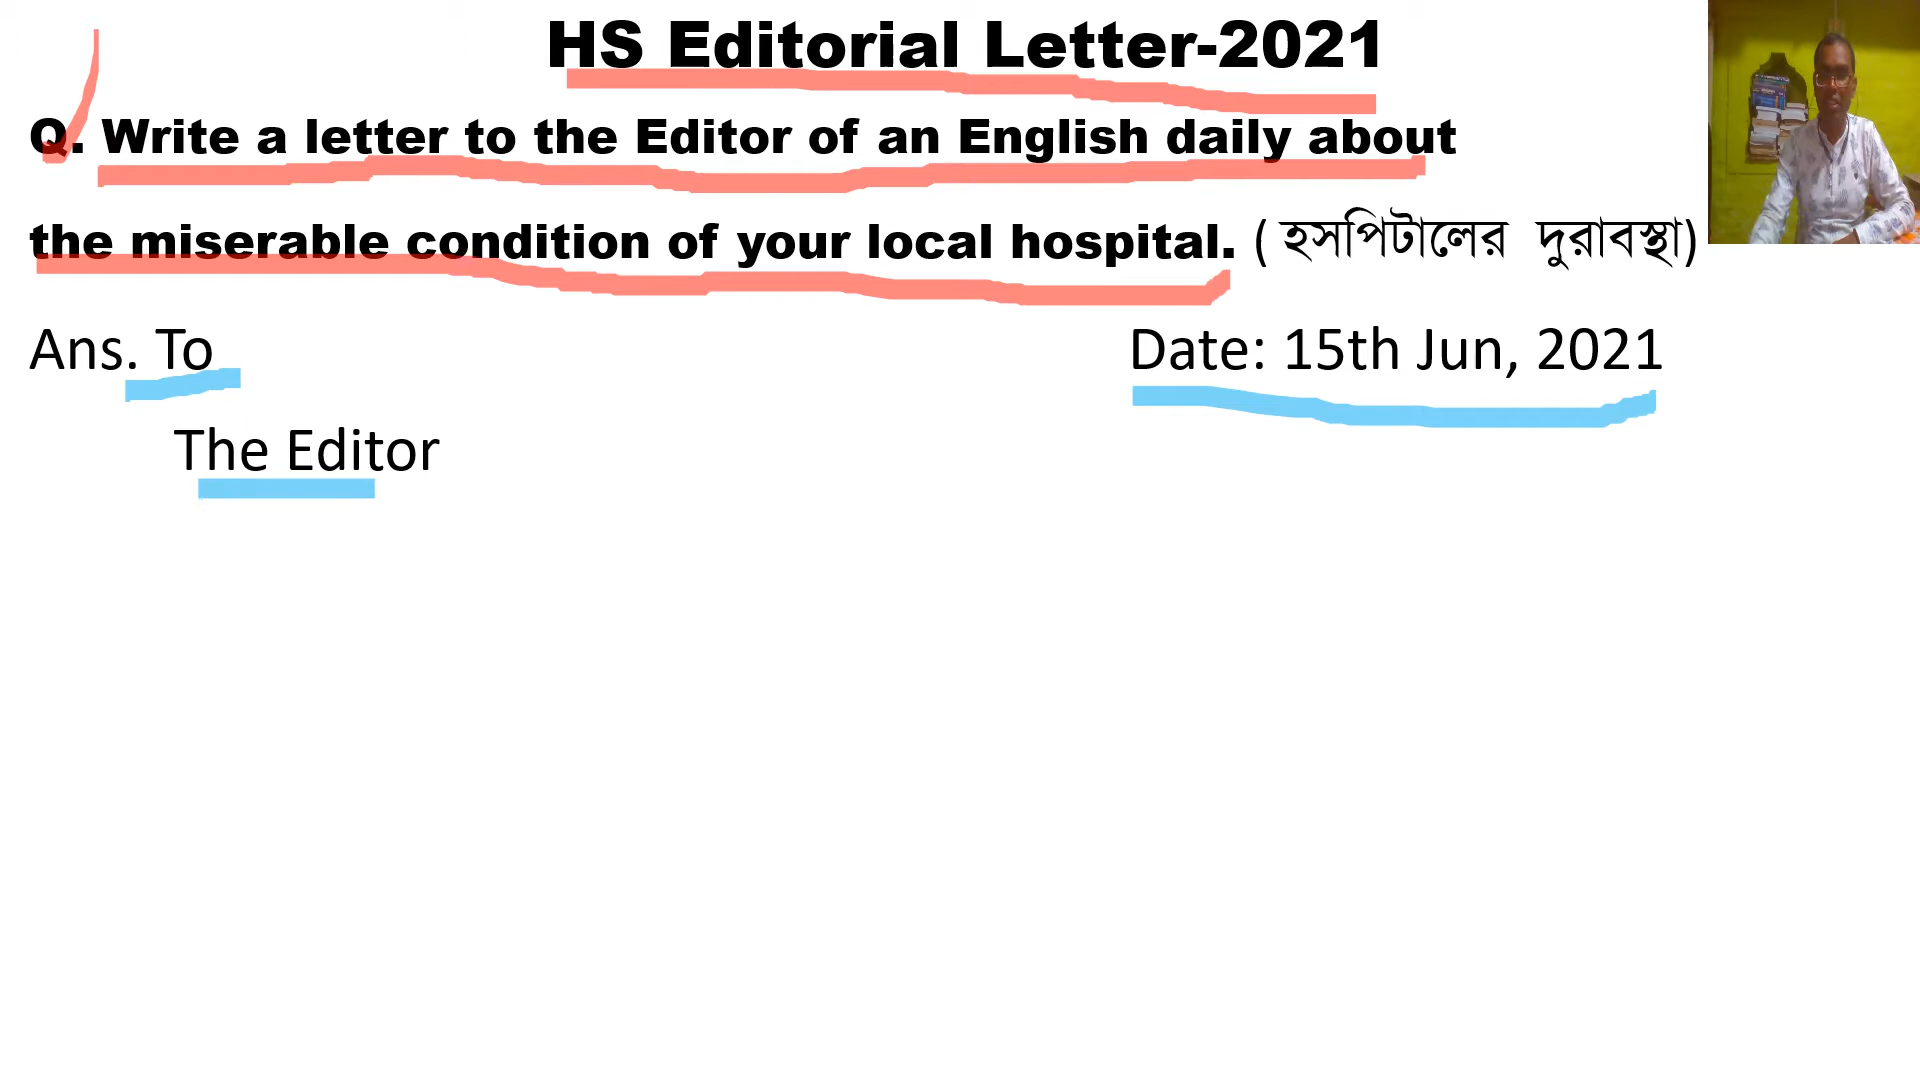 HS Editorial Letter-2021
Q. Write a letter to the Editor of an English daily about
the miserable condition of your local hospital. ( হসপিটালের দুরাবস্থা)
Ans. To Date: 15th Jun, 2021
The Editor